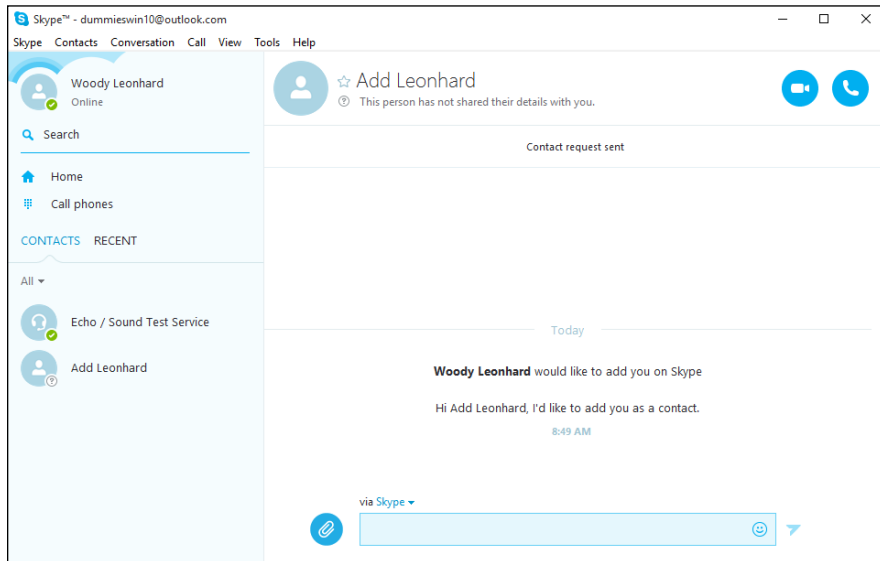 Skype™ - dummieswin10@outlook.com
Skype Contacts Conversation Call View Tools Help
Woody Leonhard
Online
Search
Home
Call phones
CONTACTS RECENT
All
Echo / Sound Test Service
Add Leonhard
Add Leonhard
This person has not shared their details with you.
Contact request sent
Today
Woody Leonhard would like to add you on Skype
Hi Add Leonhard, I'd like to add you as a contact.
8:49 AM
via Skype